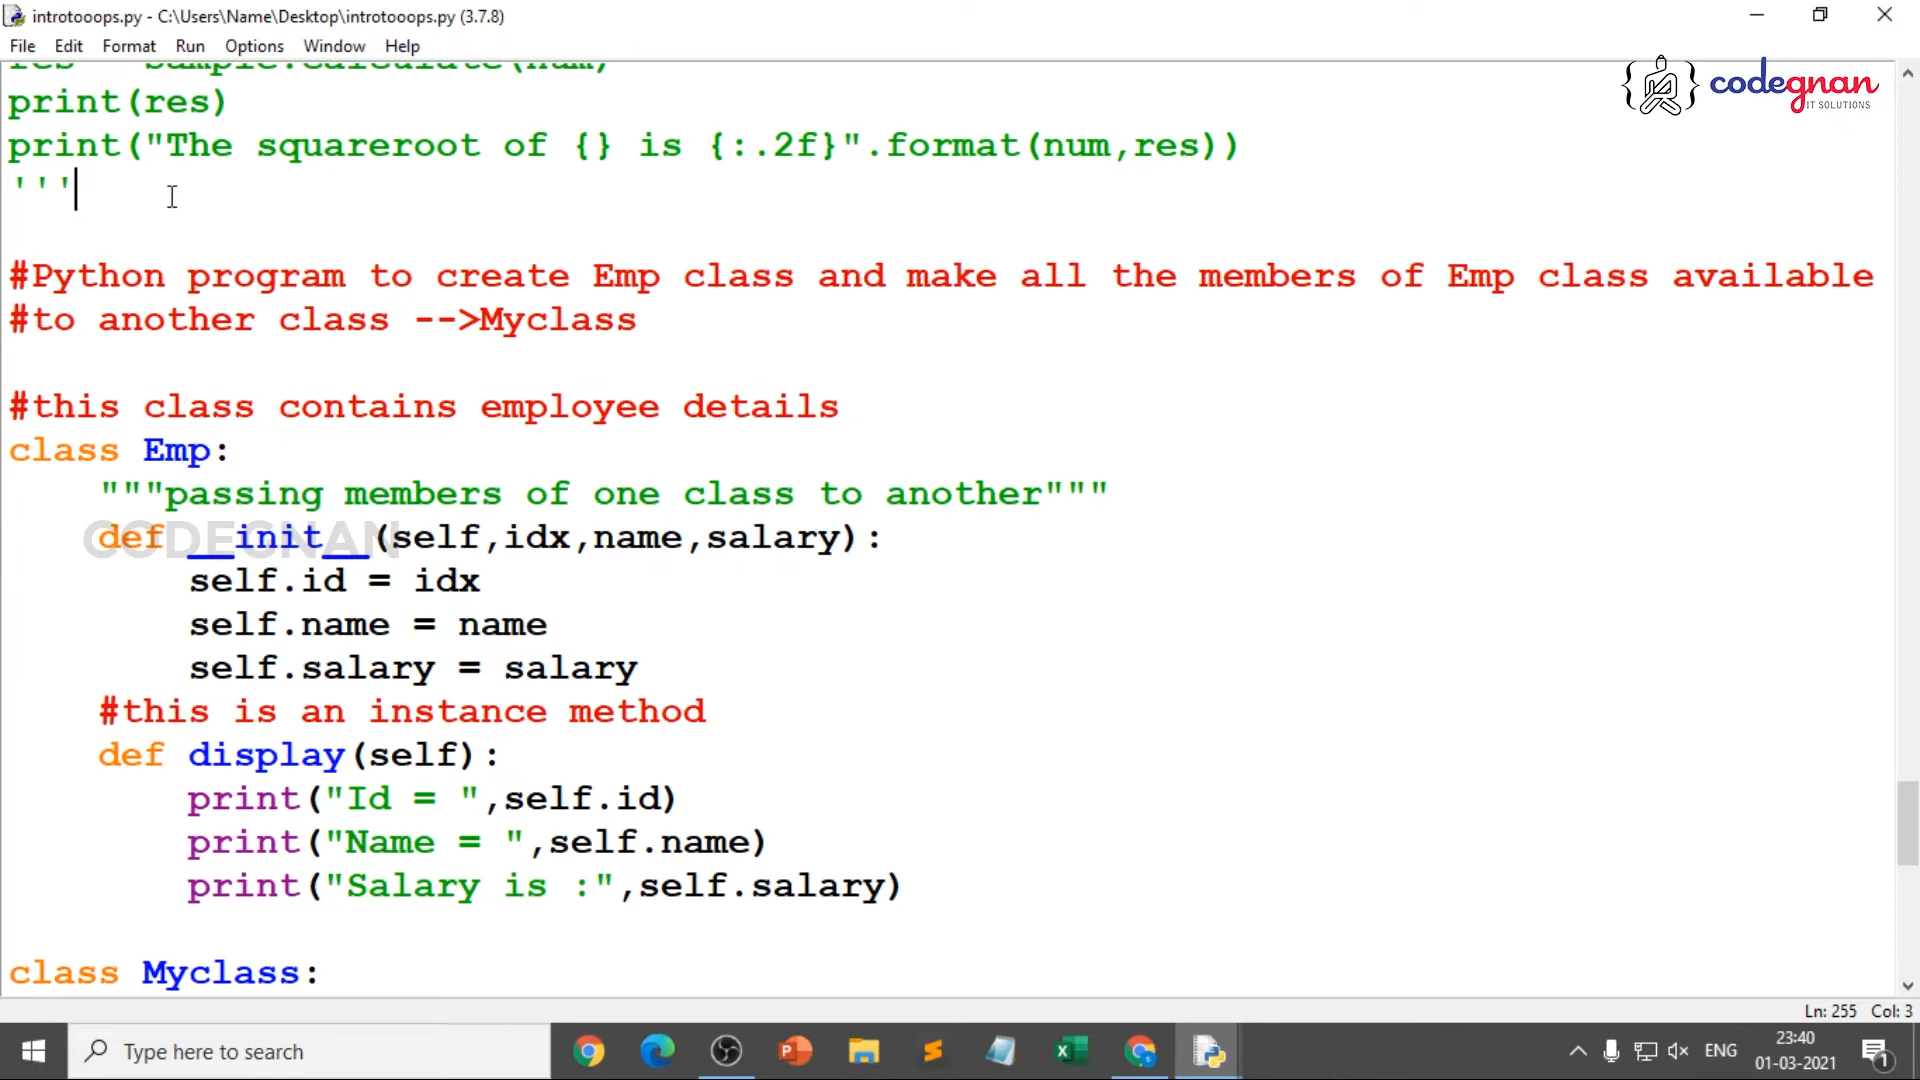 introtooops.py - C:\Users\Name\Desktop\introtooops.py (3.7.8)
File Edit Format Run Options Window Help
codegnan
IT SOLUTIONS
res = Sample.calculate(num)
print(res)
print("The squareroot of {} is {:.2f}".format(num,res))
'''
#Python program to create Emp class and make all the members of Emp class available
#to another class -->Myclass
#this class contains employee details
class Emp:
"""passing members of one class to another"""
CODEGNAN
def __init__(self,idx,name,salary):
self.id = idx
self.name = name
self.salary = salary
#this is an instance method
def display(self):
print("Id = ",self.id)
print("Name = ",self.name)
print("Salary is :",self.salary)
class Myclass:
Ln: 255 Col: 3
Type here to search
ENG
23:40
01-03-2021
1